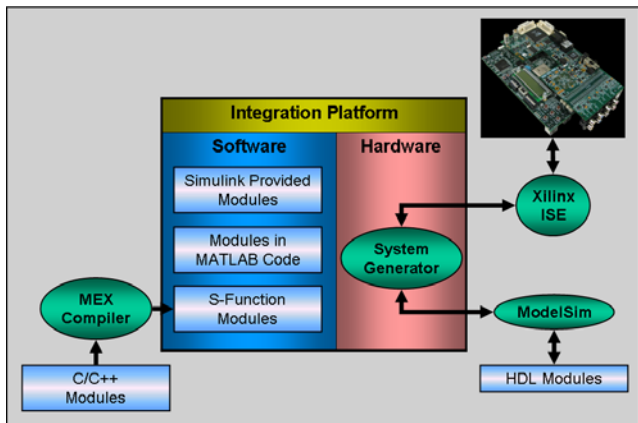 Integration Platform
Software
Hardware
Simulink Provided
Modules
Modules in
MATLAB Code
S-Function
Modules
System
Generator
Xilinx
ISE
MEX
Compiler
ModelSim
C/C++
Modules
HDL Modules